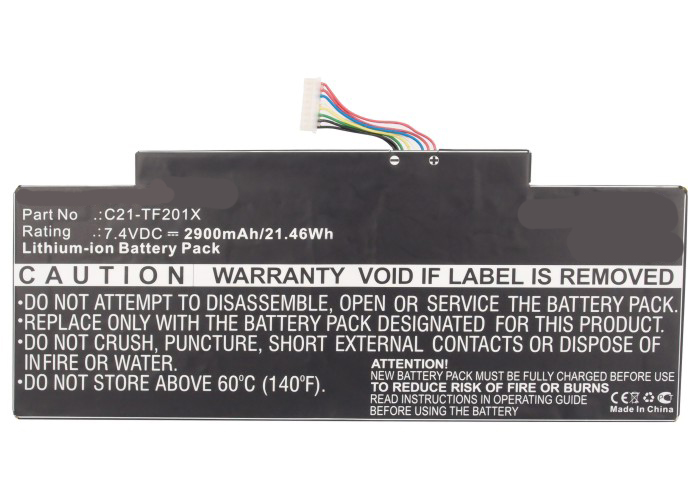 Part No .:C21-TF201X
Rating .:7.4VDC ⎓ 2900mAh/21.46Wh
Lithium-ion Battery Pack
CAUTION WARRANTY VOID IF LABEL IS REMOVED
•DO NOT ATTEMPT TO DISASSEMBLE, OPEN OR SERVICE THE BATTERY PACK.
•REPLACE ONLY WITH THE BATTERY PACK DESIGNATED FOR THIS PRODUCT.
•DO NOT CRUSH, PUNCTURE, SHORT EXTERNAL CONTACTS OR DISPOSE OF
INFIRE OR WATER.
•DO NOT STORE ABOVE 60°C (140°F).
ATTENTION!
NEW BATTERY PACK MUST BE FULLY CHARGED BEFORE USE
TO REDUCE RISK OF FIRE OR BURNS
READ INSTRUCTIONS IN OPERATING GUIDE
BEFORE USING THE BATTERY
CE
Made In China